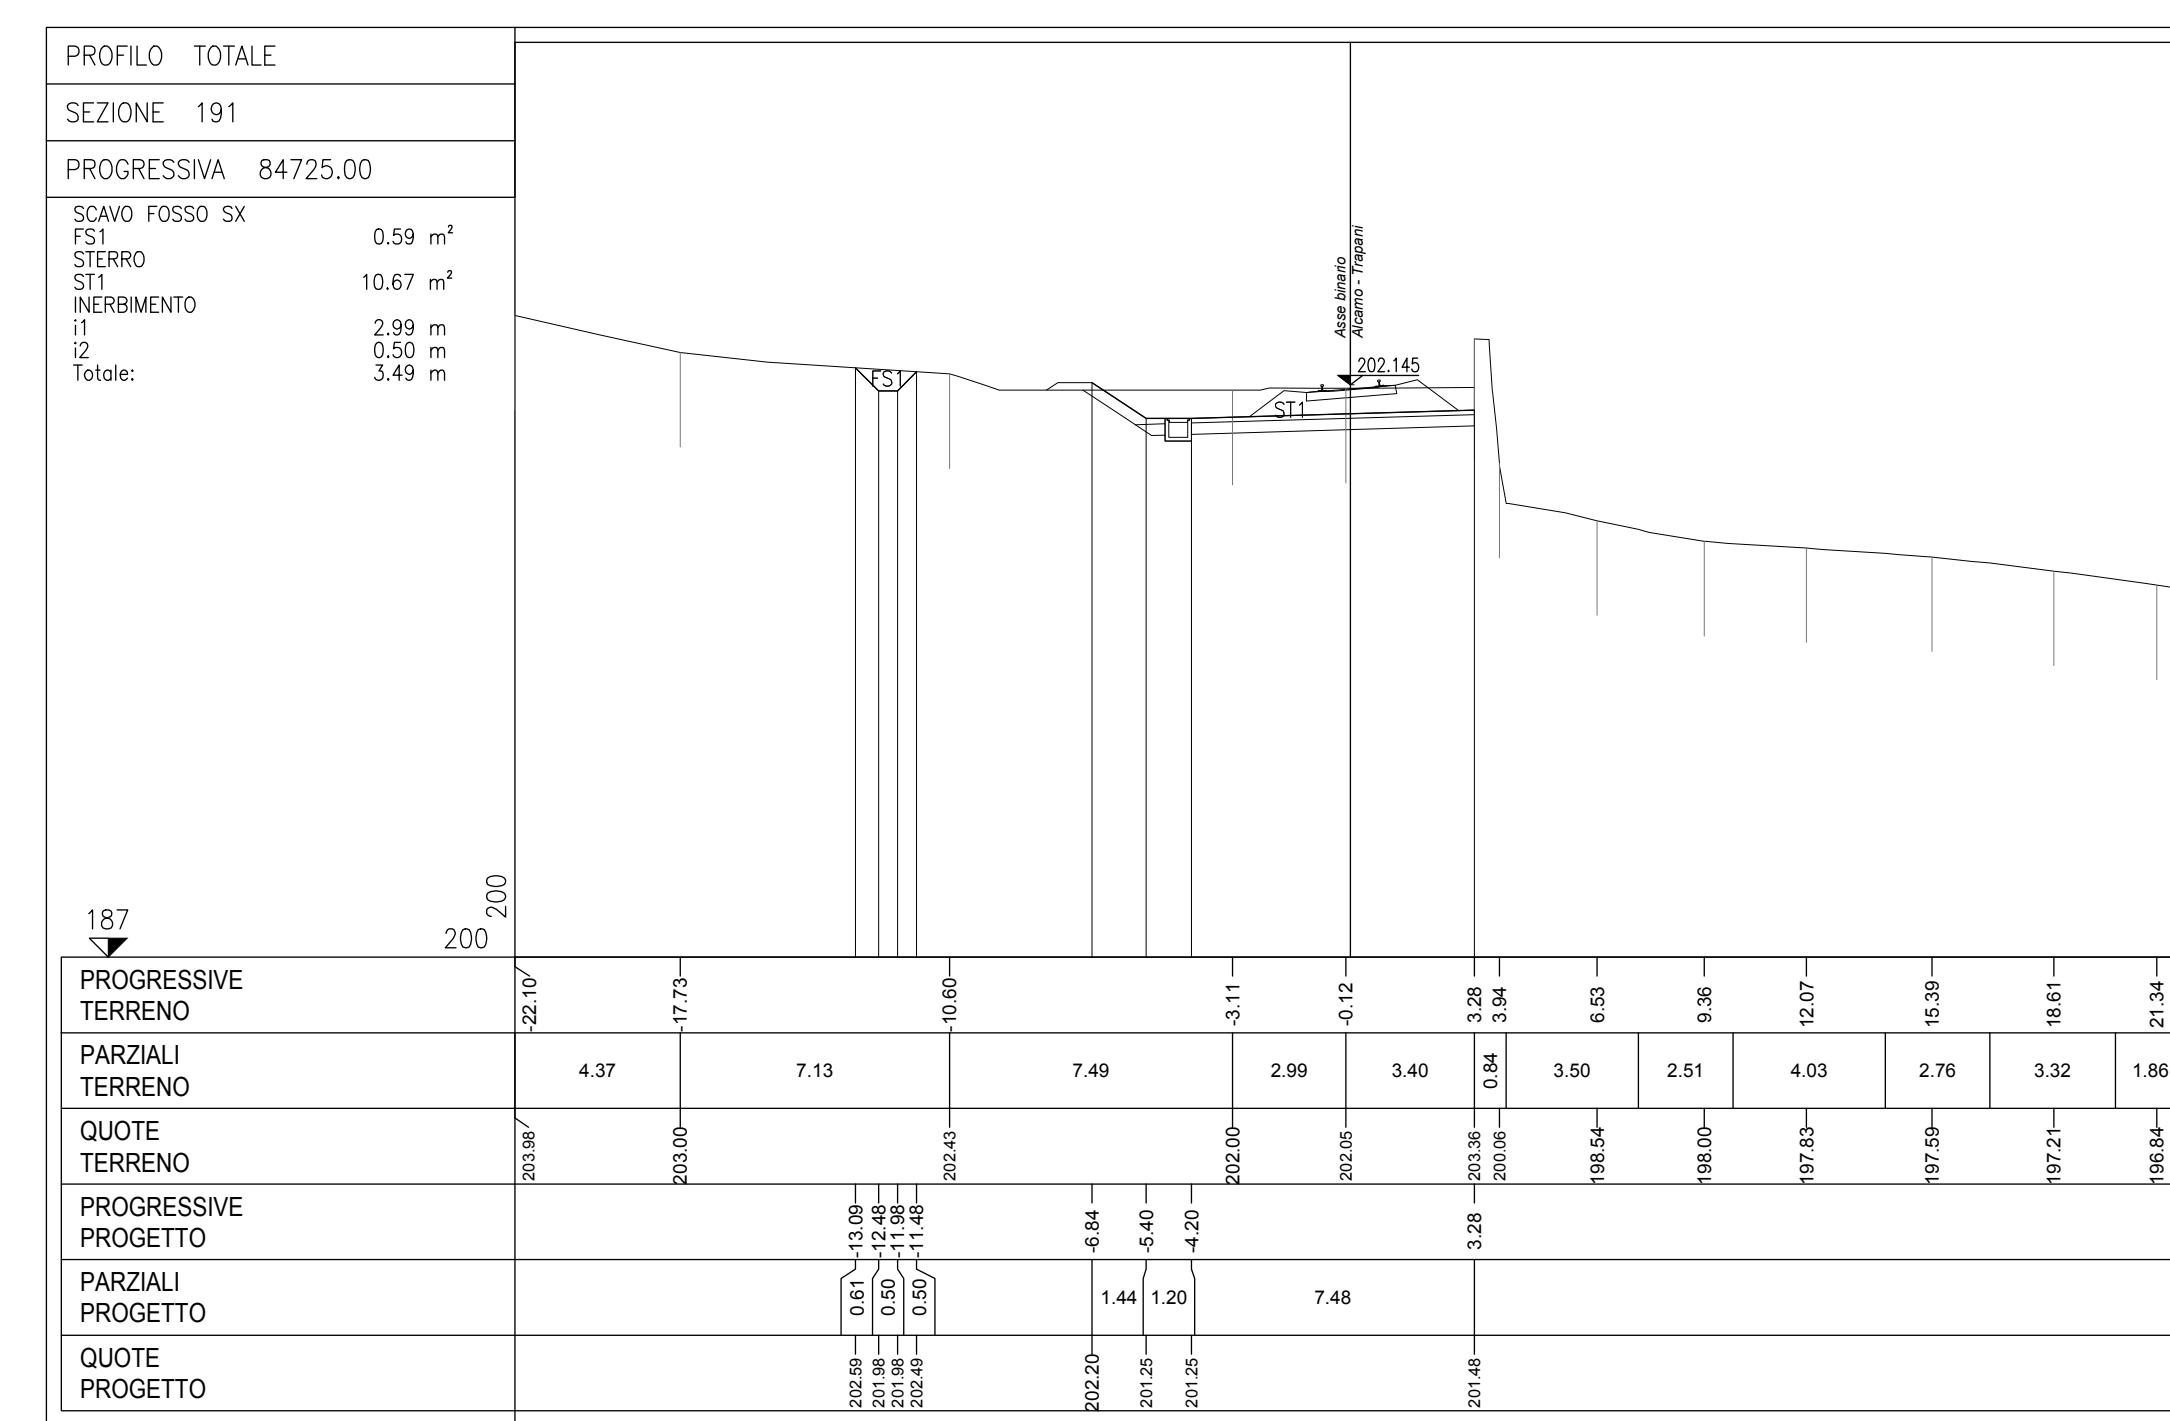 PROFILO TOTALE
SEZIONE 191
PROGRESSIVA 84725.00
SCAVO FOSSO SX
FS1 0.59 m²
STERRO
ST1 10.67 m²
INERBIMENTO
i1 2.99 m
i2 0.50 m
Totale: 3.49 m
Asse binario
Alcamo - Trapani
202.145
FS1
ST1
187
200
200
PROGRESSIVE
TERRENO
-22.10 -17.73 -10.60 -3.11 -0.12 3.28 3.94 6.53 9.36 12.07 15.39 18.61 21.34
PARZIALI
TERRENO
4.37 7.13 7.49 2.99 3.40 0.84 3.50 2.51 4.03 2.76 3.32 1.86
QUOTE
TERRENO
203.98 203.00 202.43 202.00 202.05 203.36 200.06 198.54 198.00 197.83 197.59 197.21 196.84
PROGRESSIVE
PROGETTO
-13.09 -12.48 -11.98 -11.48 -6.84 -5.40 -4.20 3.28
PARZIALI
PROGETTO
0.61 0.50 0.50 1.44 1.20 7.48
QUOTE
PROGETTO
202.59 201.98 201.98 202.49 202.20 201.25 201.25 201.48